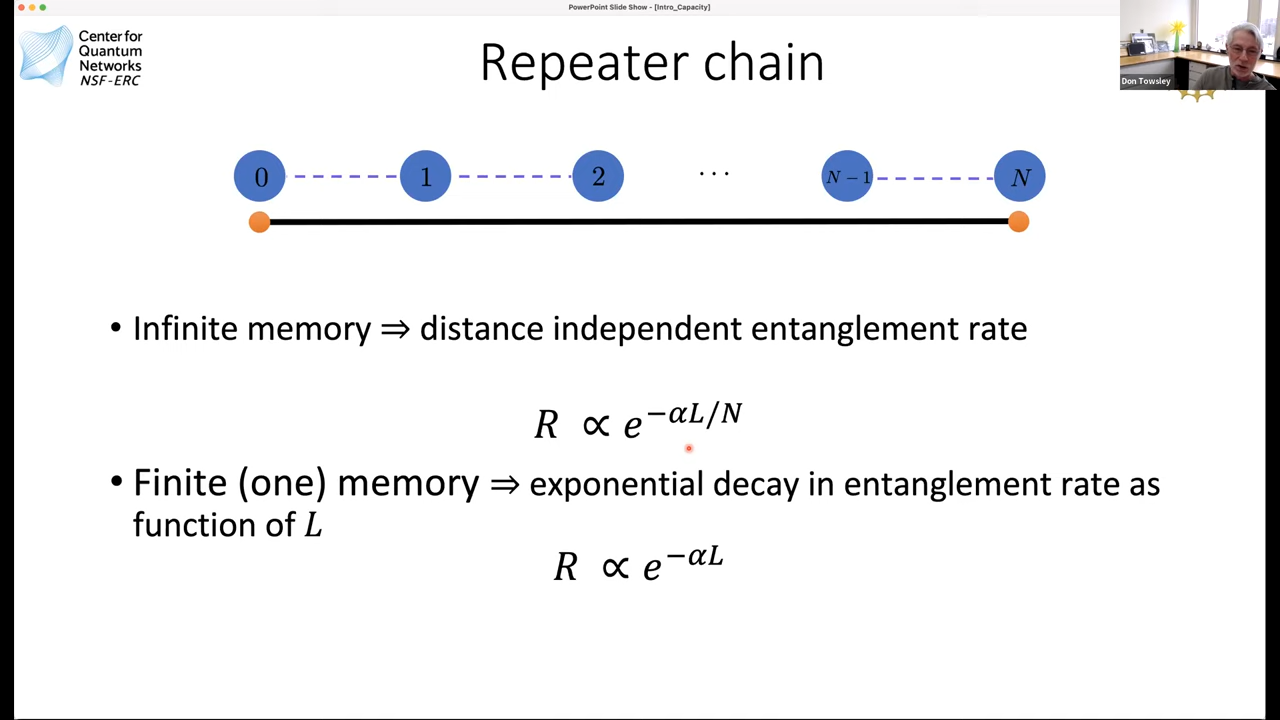 PowerPoint Slide Show - [Intro_Capacity]
Center for
Quantum
Networks
NSF-ERC
Repeater chain
Don Towsley
0 1 2 ⋯ N − 1 N
• Infinite memory ⇒ distance independent entanglement rate
R ∝ e^{−αL/N}
• Finite (one) memory ⇒ exponential decay in entanglement rate as
function of L
R ∝ e^{−αL}